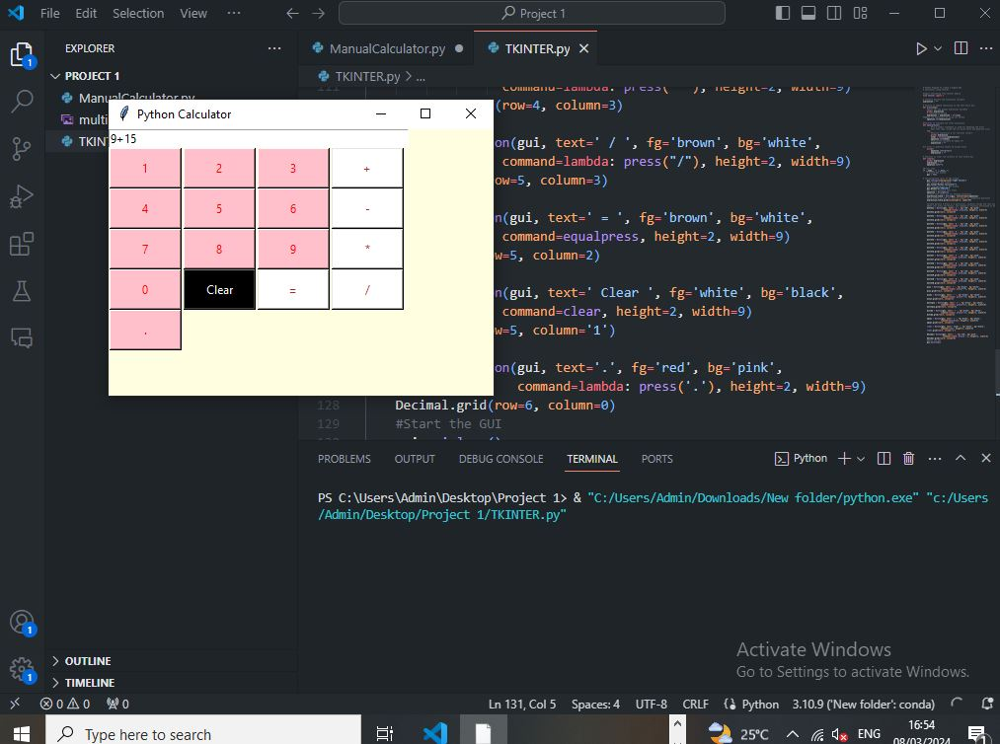 File Edit Selection View ··· Project 1
EXPLORER ···
PROJECT 1
ManualCalculator.py
multi
TKINT
ManualCalculator.py TKINTER.py
TKINTER.py > ...
Python Calculator
9+15
1 2 3 +
4 5 6 -
7 8 9 *
0 Clear = /
.
111 command=lambda: press(" "), height=2, width=9)
(row=4, column=3)
on(gui, text=' / ', fg='brown', bg='white',
command=lambda: press("/"), height=2, width=9)
ow=5, column=3)
on(gui, text=' = ', fg='brown', bg='white',
command=equalpress, height=2, width=9)
w=5, column=2)
n(gui, text=' Clear ', fg='white', bg='black',
command=clear, height=2, width=9)
w=5, column='1')
on(gui, text='.', fg='red', bg='pink',
command=lambda: press('.'), height=2, width=9)
128 Decimal.grid(row=6, column=0)
129 #Start the GUI
PROBLEMS OUTPUT DEBUG CONSOLE TERMINAL PORTS Python
PS C:\Users\Admin\Desktop\Project 1> & "C:/Users/Admin/Downloads/New folder/python.exe" "c:/Users
/Admin/Desktop/Project 1/TKINTER.py"
1
1
1
OUTLINE
TIMELINE
Activate Windows
Go to Settings to activate Windows.
0 0 0 Ln 131, Col 5 Spaces: 4 UTF-8 CRLF Python 3.10.9 ('New folder': conda)
Type here to search 25°C ENG 16:54
08/03/2024
1